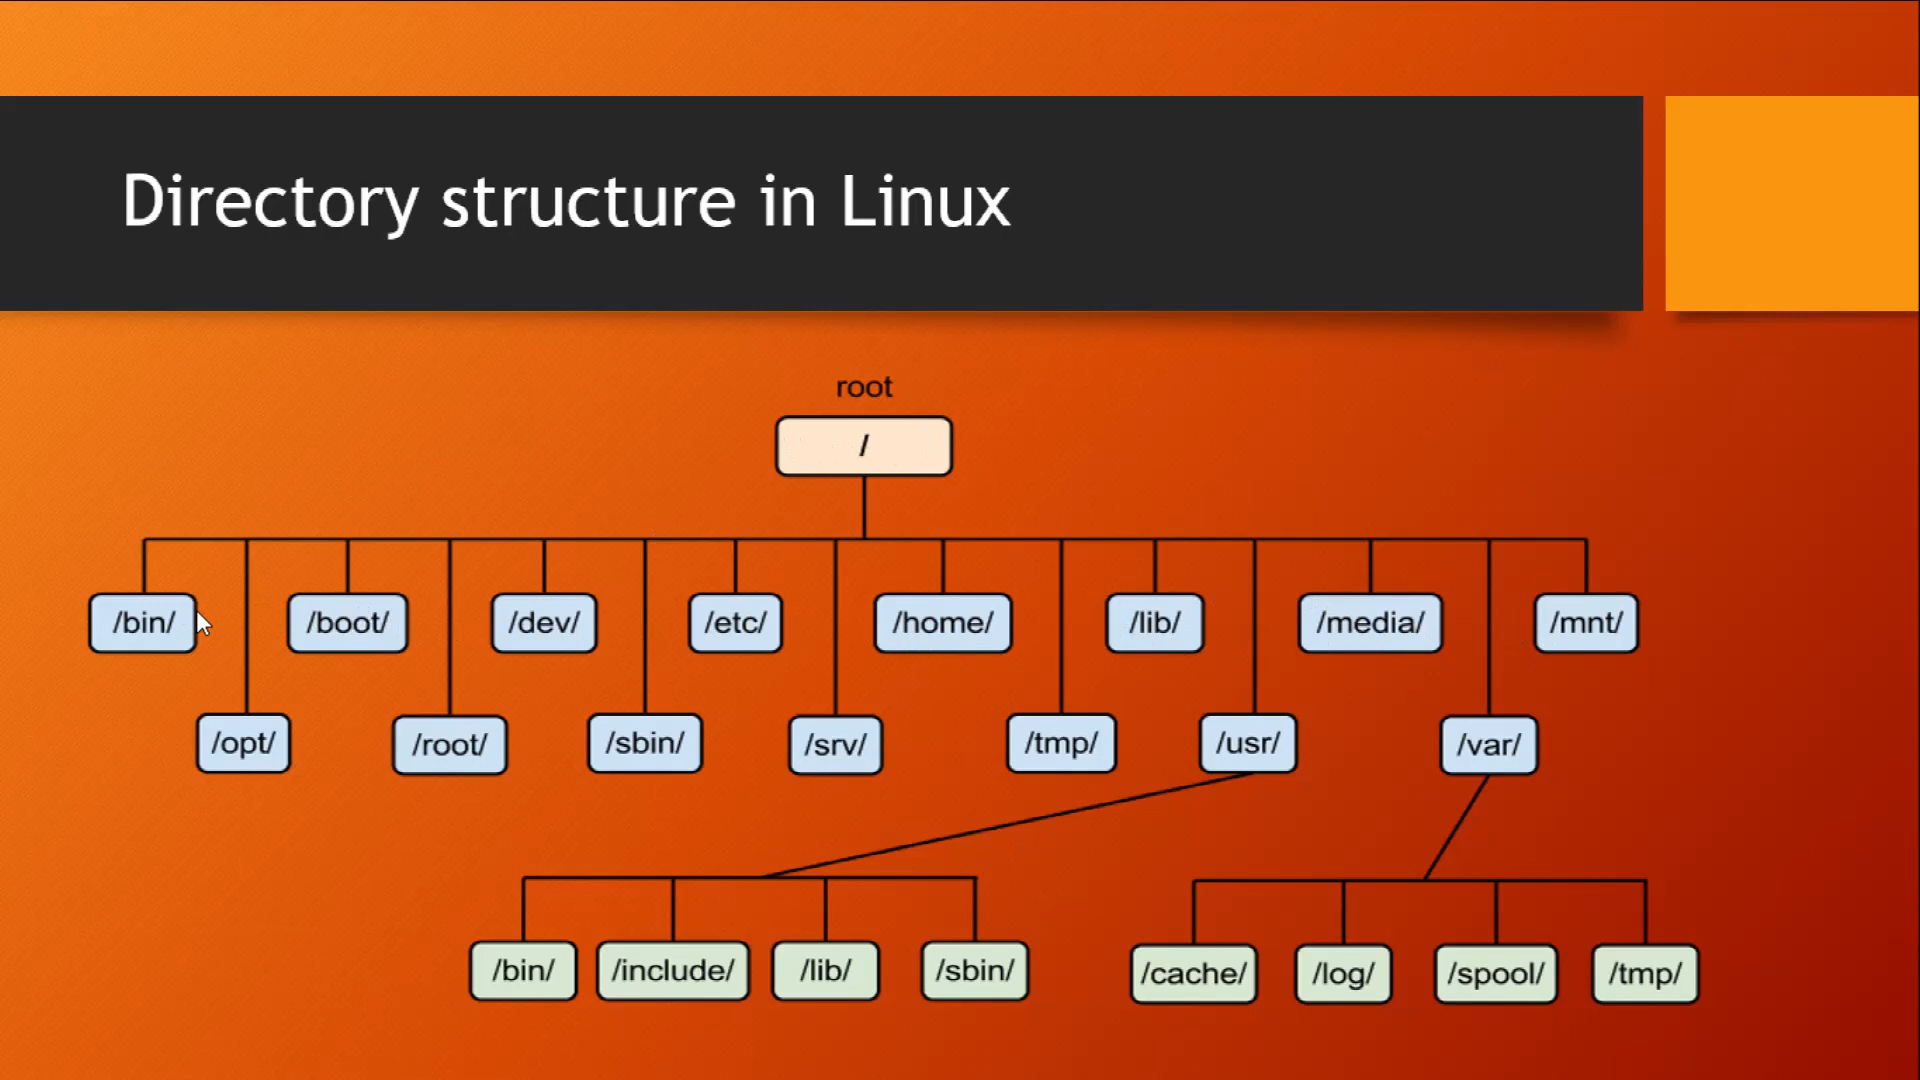 Directory structure in Linux
root
/
/bin/ /boot/ /dev/ /etc/ /home/ /lib/ /media/ /mnt/
/opt/ /root/ /sbin/ /srv/ /tmp/ /usr/ /var/
/bin/ /include/ /lib/ /sbin/ /cache/ /log/ /spool/ /tmp/